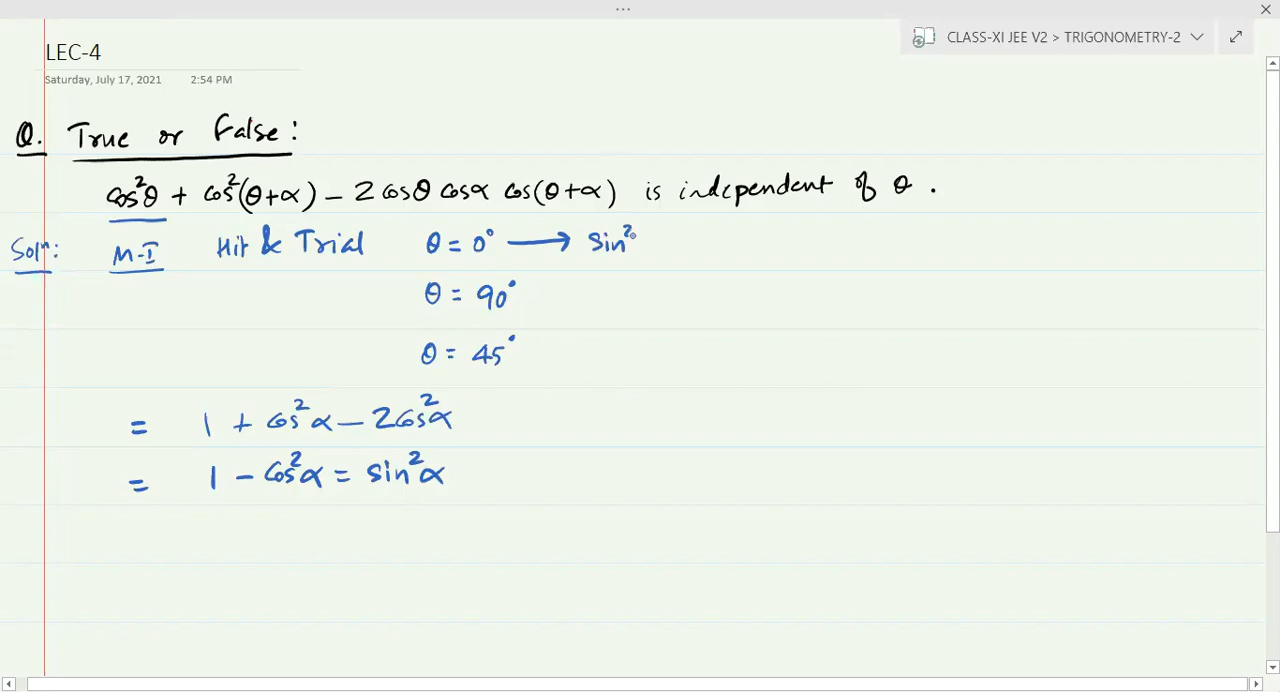 CLASS-XI JEE V2 > TRIGONOMETRY-2
LEC-4
Saturday, July 17, 2021 2:54 PM
Q. True or False:
cos²θ + cos²(θ+α) − 2 cosθ cosα cos(θ+α) is independent of θ.
Solⁿ: M-I Hit & Trial θ = 0° → sin²
θ = 90°
θ = 45°
= 1 + cos²α − 2cos²α
= 1 − cos²α = sin²α